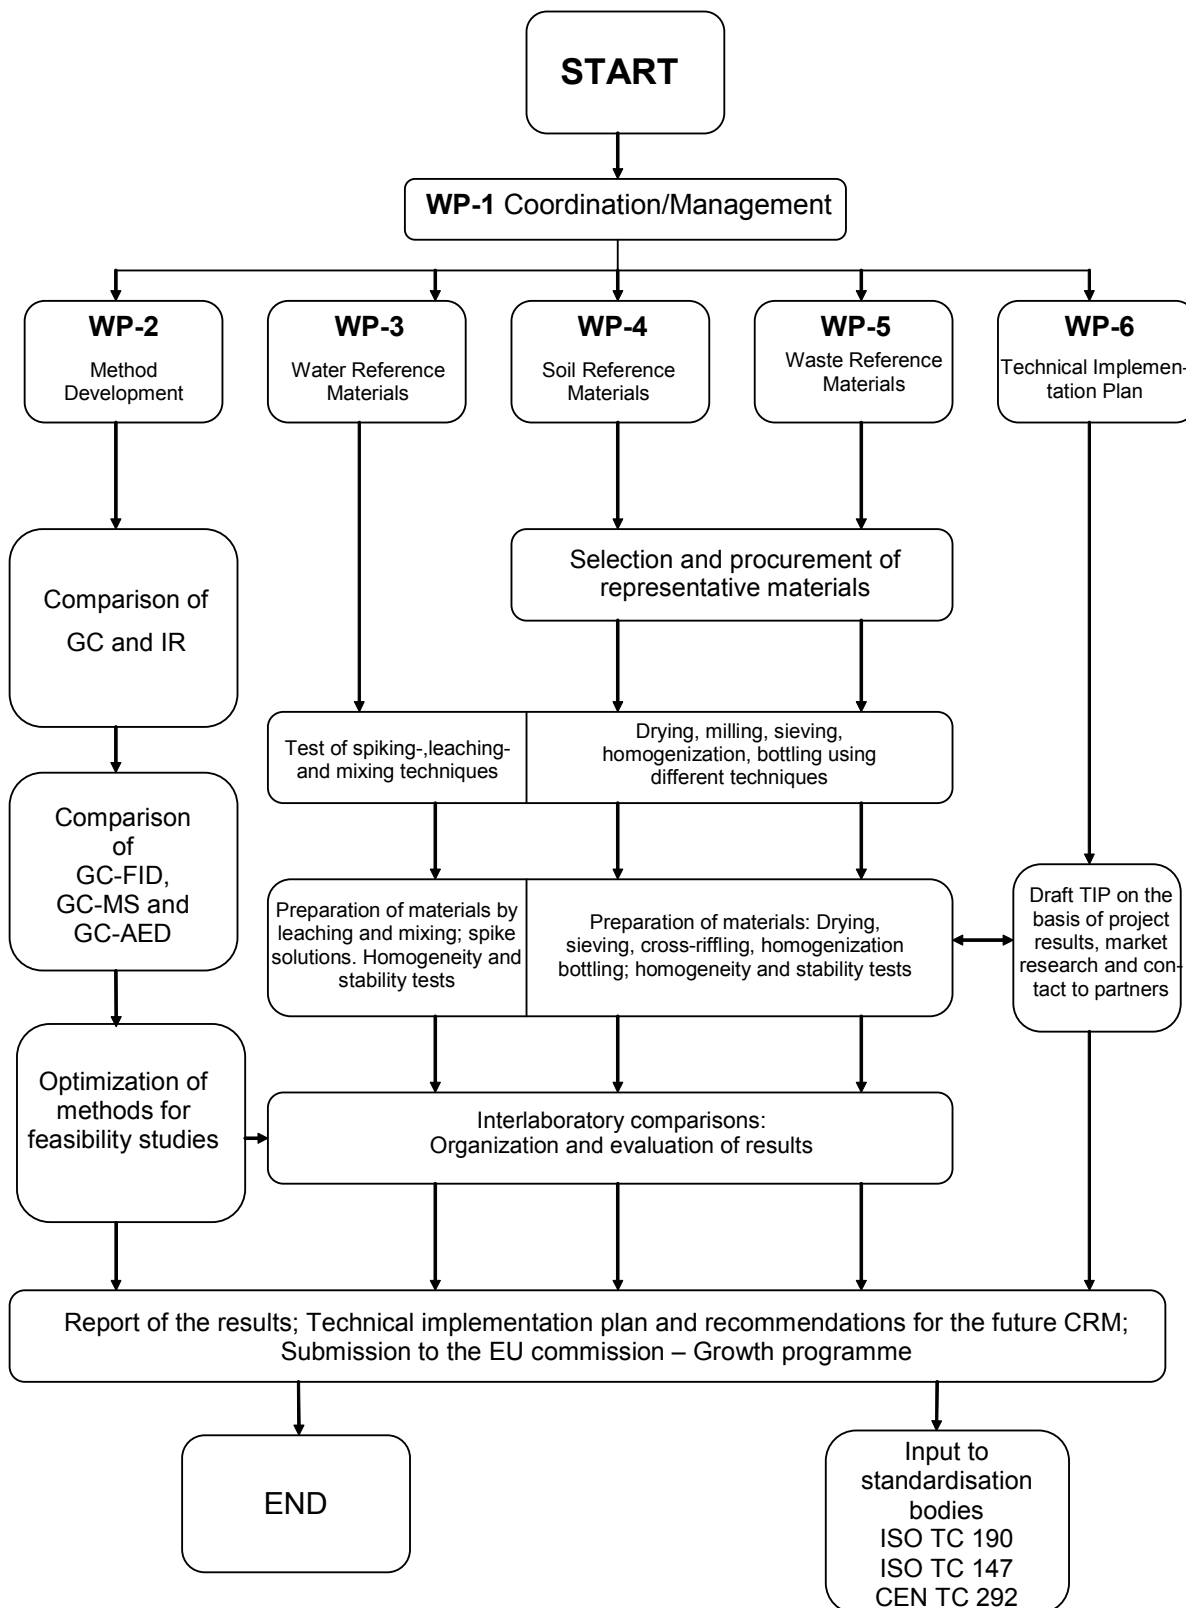 START
WP-1 Coordination/Management
WP-2
Method
Development
WP-3
Water Reference
Materials
WP-4
Soil Reference
Materials
WP-5
Waste Reference
Materials
WP-6
Technical Implemen-
tation Plan
Comparison of
GC and IR
Selection and procurement of
representative materials
Test of spiking-,leaching-
and mixing techniques
Drying, milling, sieving,
homogenization, bottling using
different techniques
Comparison
of
GC-FID,
GC-MS and
GC-AED
Preparation of materials by
leaching and mixing; spike
solutions. Homogeneity and
stability tests
Preparation of materials: Drying,
sieving, cross-riffling, homogenization
bottling; homogeneity and stability tests
Draft TIP on the
basis of project
results, market
research and con-
tact to partners
Optimization of
methods for
feasibility studies
Interlaboratory comparisons:
Organization and evaluation of results
Report of the results; Technical implementation plan and recommendations for the future CRM;
Submission to the EU commission – Growth programme
END
Input to
standardisation
bodies
ISO TC 190
ISO TC 147
CEN TC 292